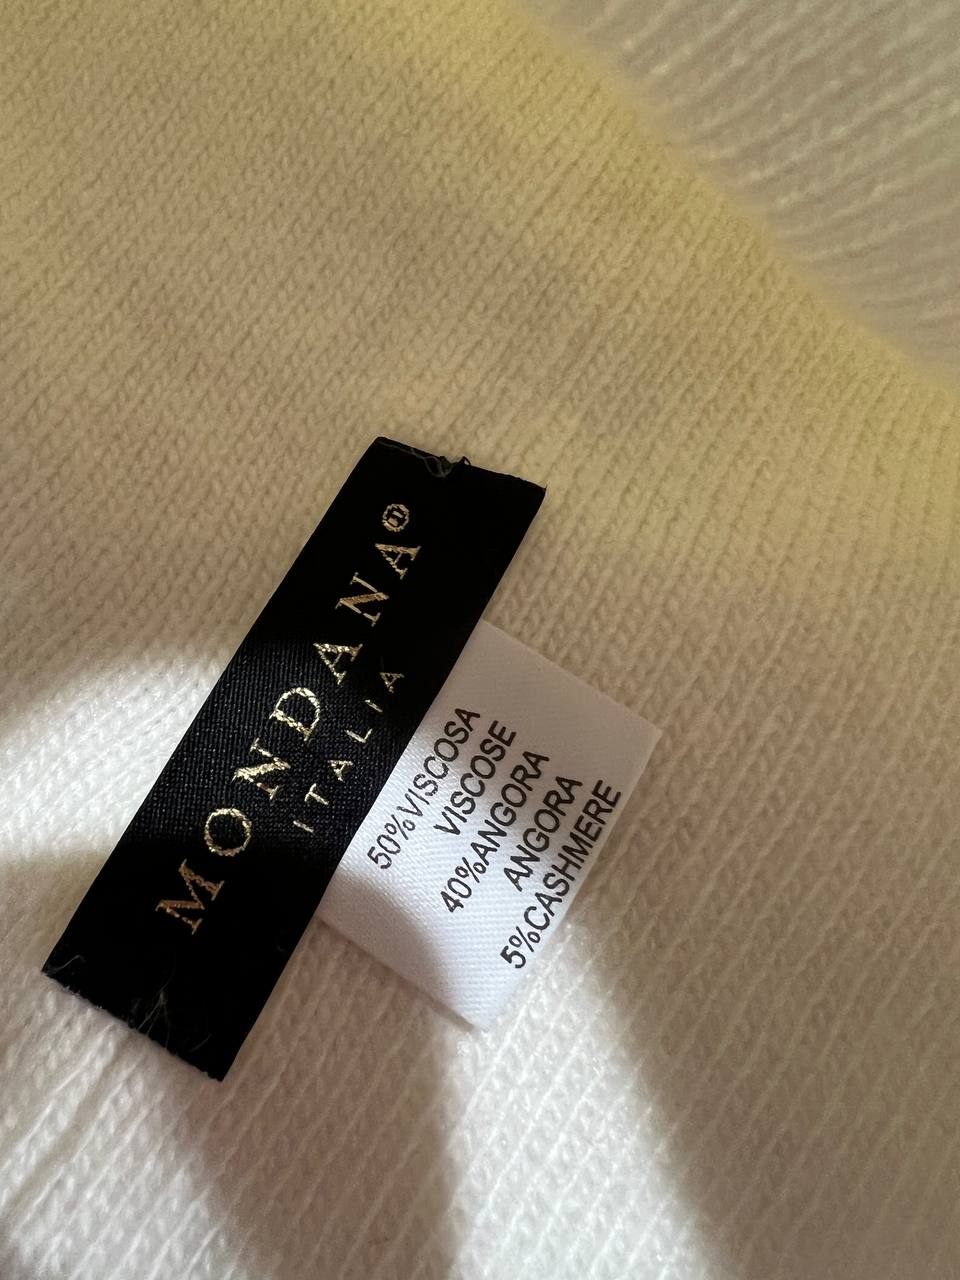 MONDANA®
ITALIA
50%VISCOSA
VISCOSE
40%ANGORA
ANGORA
5%CASHMERE